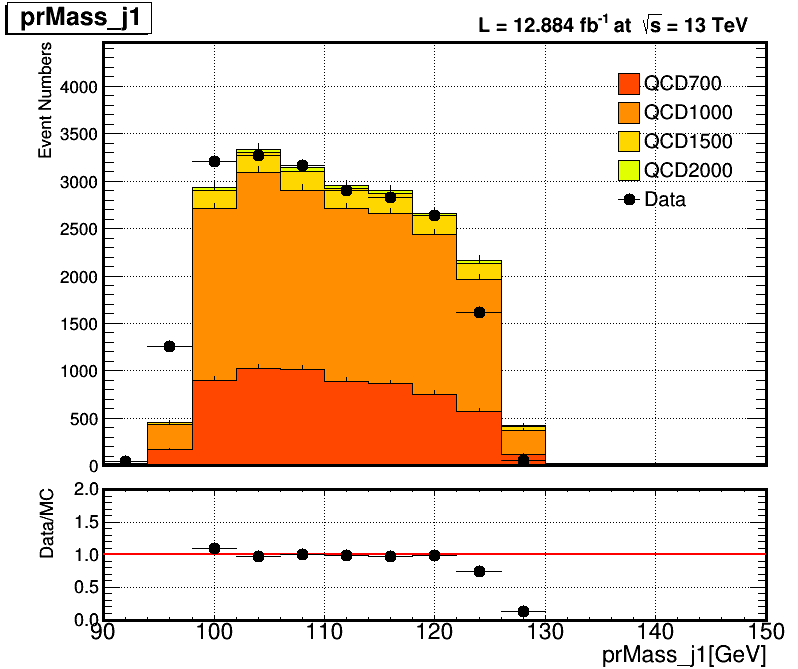 prMass_j1
L = 12.884 fb⁻¹ at √s = 13 TeV
Event Numbers
4000
3500
3000
2500
2000
1500
1000
500
0
QCD700
QCD1000
QCD1500
QCD2000
Data
Data/MC
2.0
1.5
1.0
0.5
0.0
90 100 110 120 130 140 150
prMass_j1[GeV]